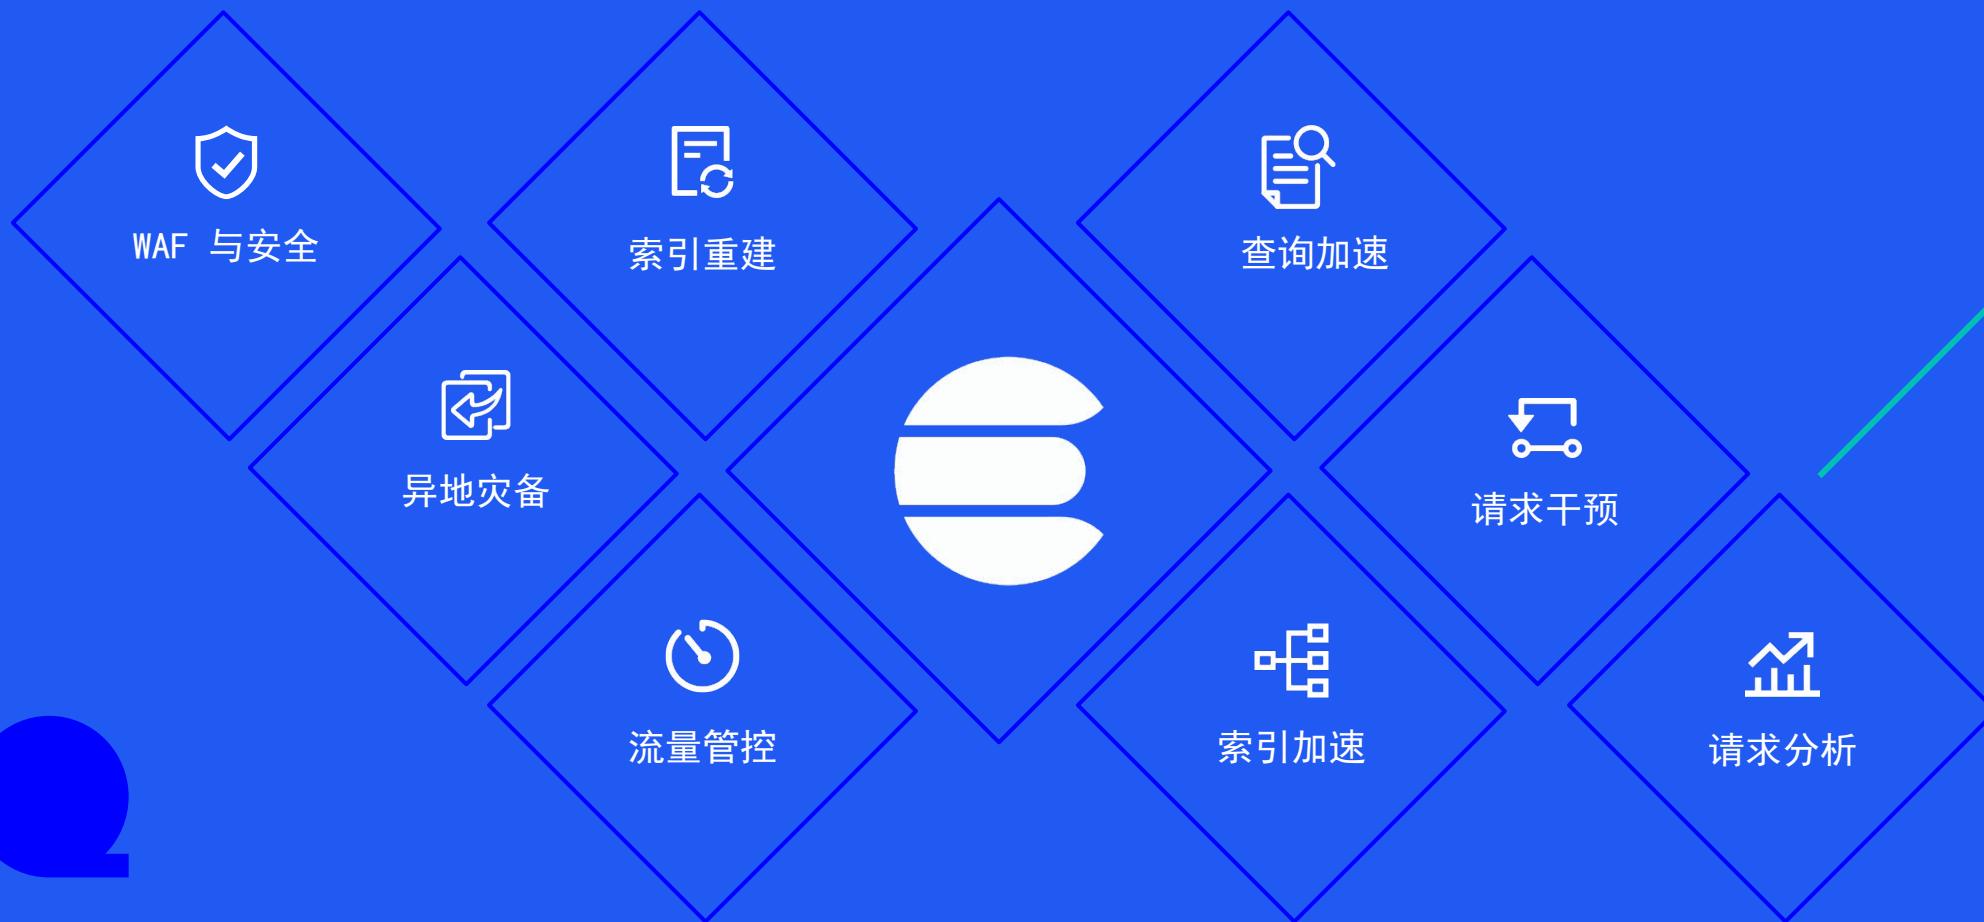 WAF 与安全
索引重建
查询加速
异地灾备
请求干预
流量管控
索引加速
请求分析